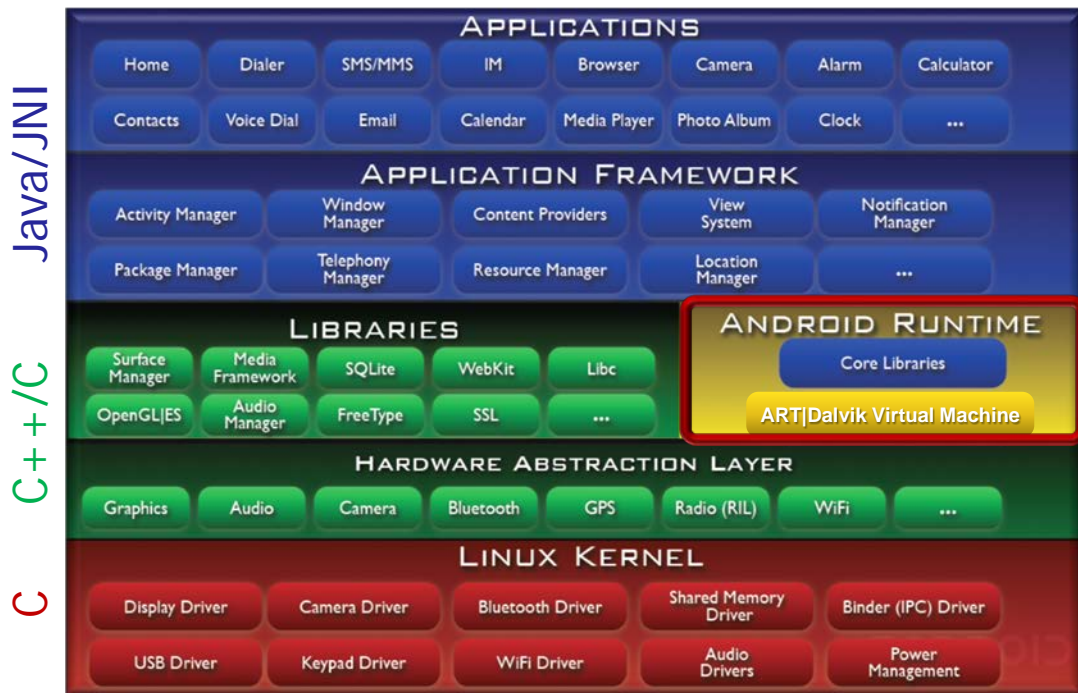 APPLICATIONS
Home Dialer SMS/MMS IM Browser Camera Alarm Calculator
Contacts Voice Dial Email Calendar Media Player Photo Album Clock ...
Java/JNI
APPLICATION FRAMEWORK
Activity Manager
Window
Manager
Content Providers
View
System
Notification
Manager
Package Manager
Telephony
Manager
Resource Manager
Location
Manager
...
C++/C
LIBRARIES
Surface
Manager
Media
Framework
SQLite
WebKit
Libc
OpenGL|ES
Audio
Manager
FreeType
SSL
...
ANDROID RUNTIME
Core Libraries
ART|Dalvik Virtual Machine
HARDWARE ABSTRACTION LAYER
Graphics Audio Camera Bluetooth GPS Radio (RIL) WiFi ...
C
LINUX KERNEL
Display Driver
Camera Driver
Bluetooth Driver
Shared Memory
Driver
Binder (IPC) Driver
USB Driver
Keypad Driver
WiFi Driver
Audio
Drivers
Power
Management